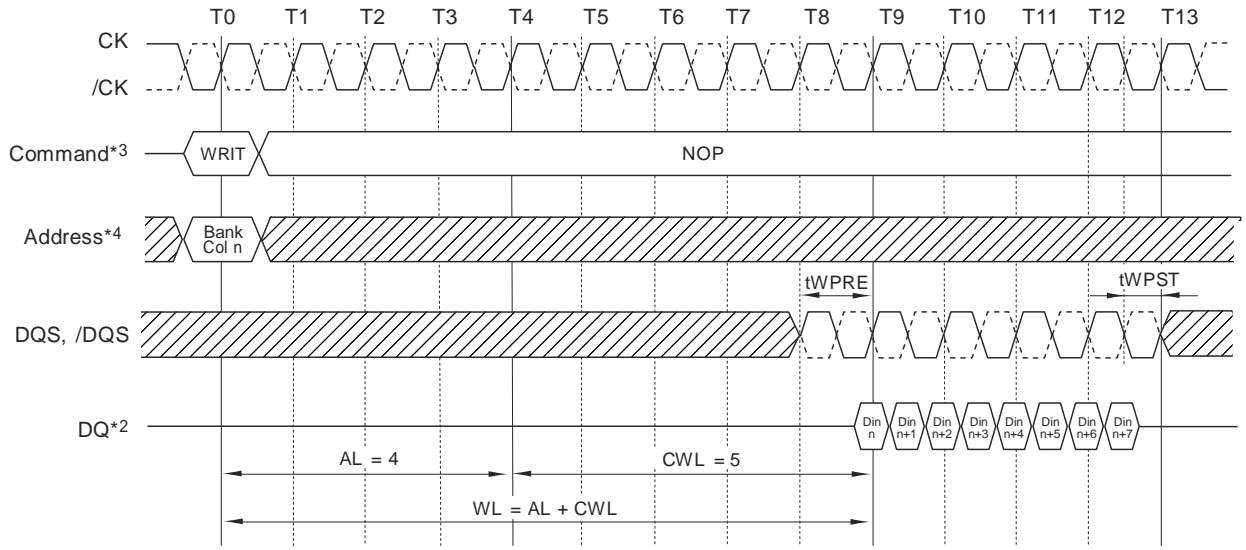 T0 T1 T2 T3 T4 T5 T6 T7 T8 T9 T10 T11 T12 T13
CK
/CK
Command*3 WRIT NOP
Address*4 Bank Col n
tWPRE tWPST
DQS, /DQS
DQ*2 Din n Din n+1 Din n+2 Din n+3 Din n+4 Din n+5 Din n+6 Din n+7
AL = 4 CWL = 5
WL = AL + CWL